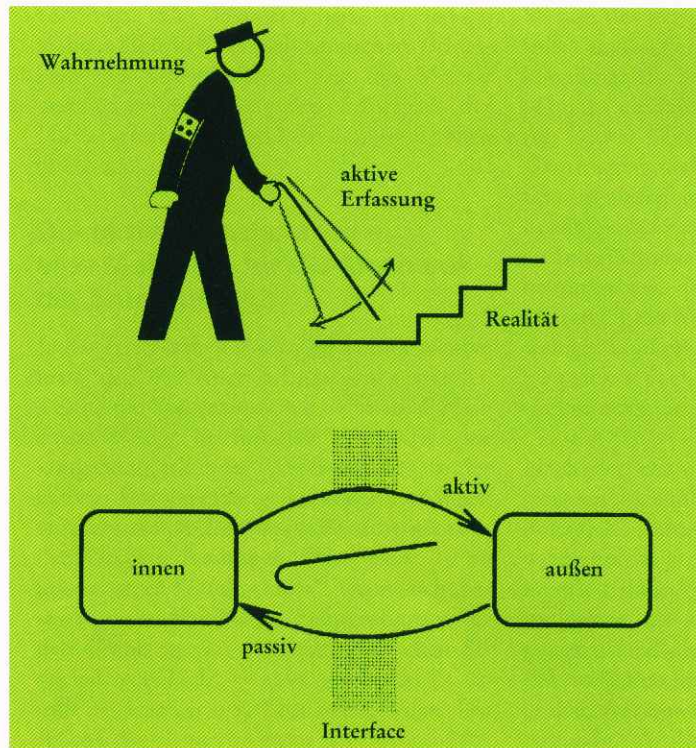 Wahrnehmung
aktive
Erfassung
Realität
aktiv
innen
außen
passiv
Interface